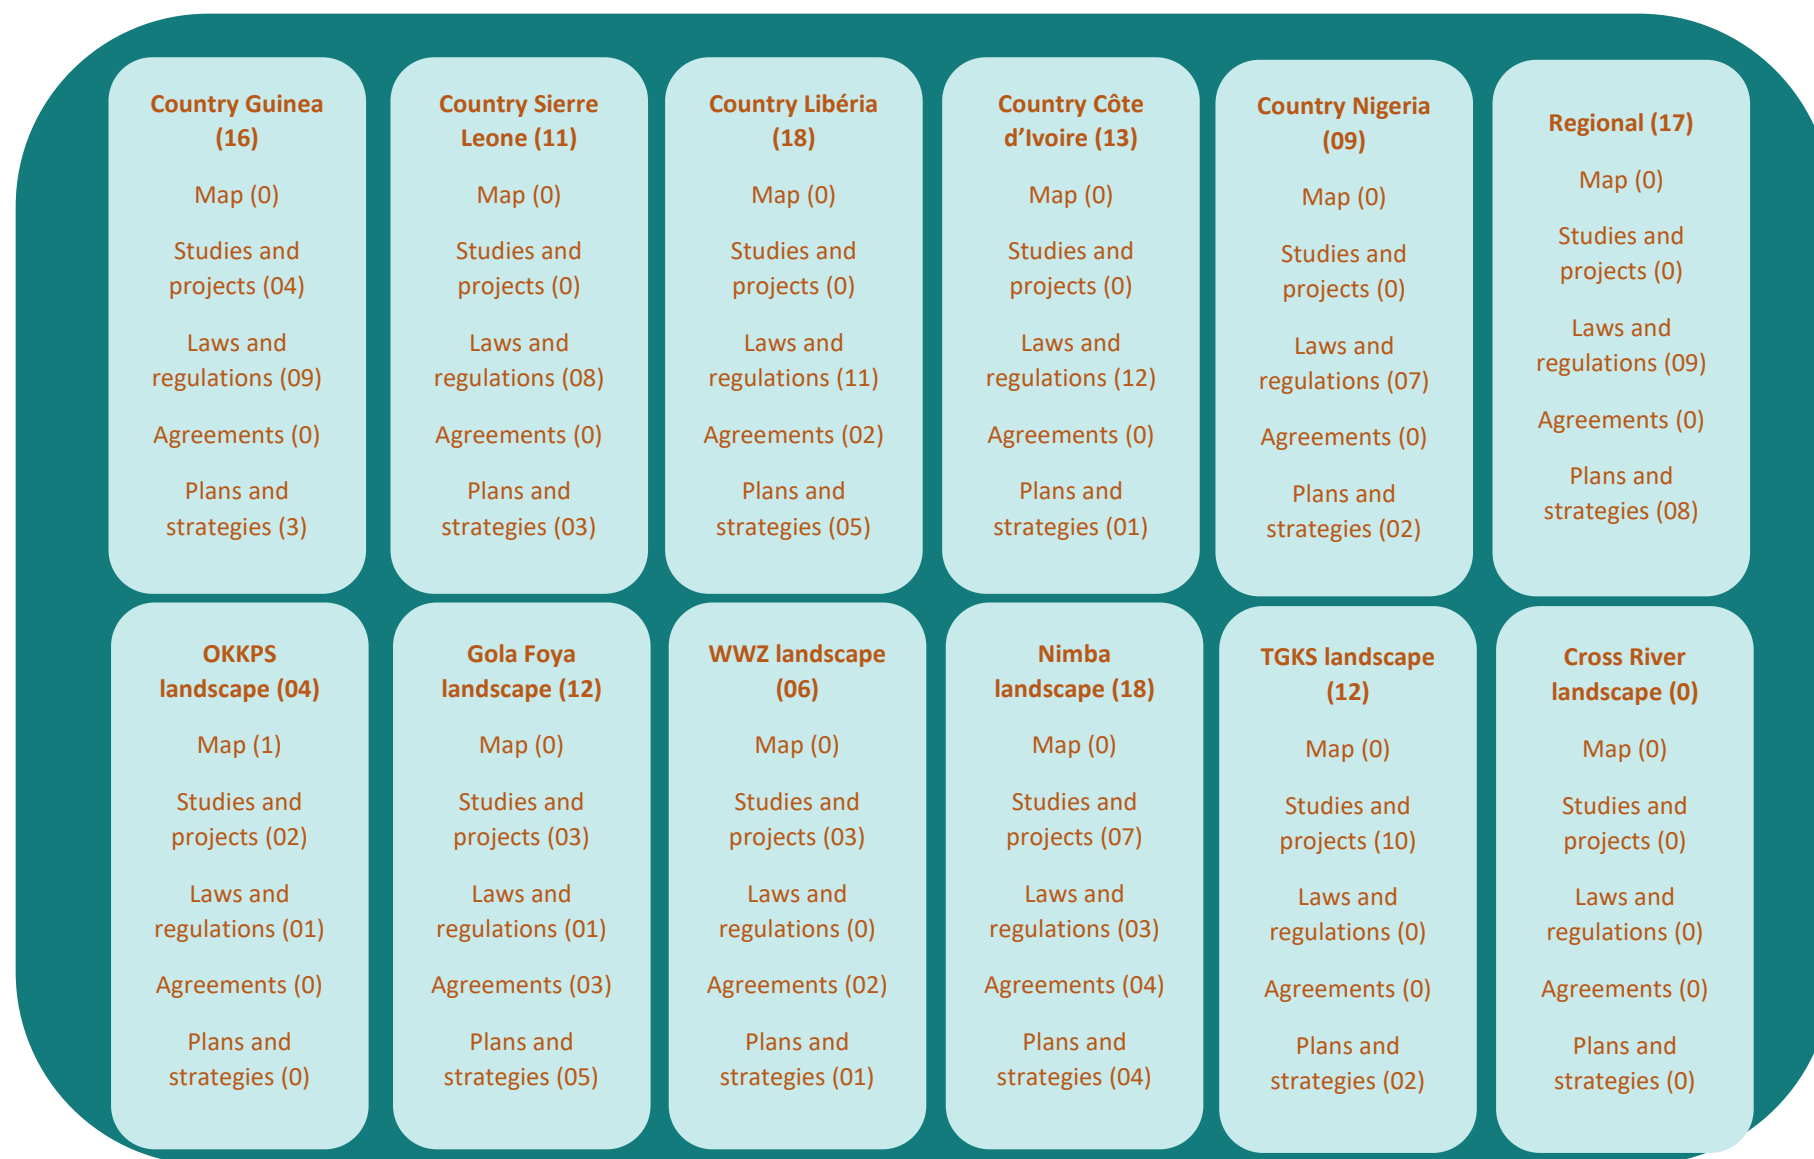 Country Guinea
(16)
Map (0)
Studies and
projects (04)
Laws and
regulations (09)
Agreements (0)
Plans and
strategies (3)
Country Sierre
Leone (11)
Map (0)
Studies and
projects (0)
Laws and
regulations (08)
Agreements (0)
Plans and
strategies (03)
Country Libéria
(18)
Map (0)
Studies and
projects (0)
Laws and
regulations (11)
Agreements (02)
Plans and
strategies (05)
Country Côte
d’Ivoire (13)
Map (0)
Studies and
projects (0)
Laws and
regulations (12)
Agreements (0)
Plans and
strategies (01)
Country Nigeria
(09)
Map (0)
Studies and
projects (0)
Laws and
regulations (07)
Agreements (0)
Plans and
strategies (02)
Regional (17)
Map (0)
Studies and
projects (0)
Laws and
regulations (09)
Agreements (0)
Plans and
strategies (08)
OKKPS
landscape (04)
Map (1)
Studies and
projects (02)
Laws and
regulations (01)
Agreements (0)
Plans and
strategies (0)
Gola Foya
landscape (12)
Map (0)
Studies and
projects (03)
Laws and
regulations (01)
Agreements (03)
Plans and
strategies (05)
WWZ landscape
(06)
Map (0)
Studies and
projects (03)
Laws and
regulations (0)
Agreements (02)
Plans and
strategies (01)
Nimba
landscape (18)
Map (0)
Studies and
projects (07)
Laws and
regulations (03)
Agreements (04)
Plans and
strategies (04)
TGKS landscape
(12)
Map (0)
Studies and
projects (10)
Laws and
regulations (0)
Agreements (0)
Plans and
strategies (02)
Cross River
landscape (0)
Map (0)
Studies and
projects (0)
Laws and
regulations (0)
Agreements (0)
Plans and
strategies (0)